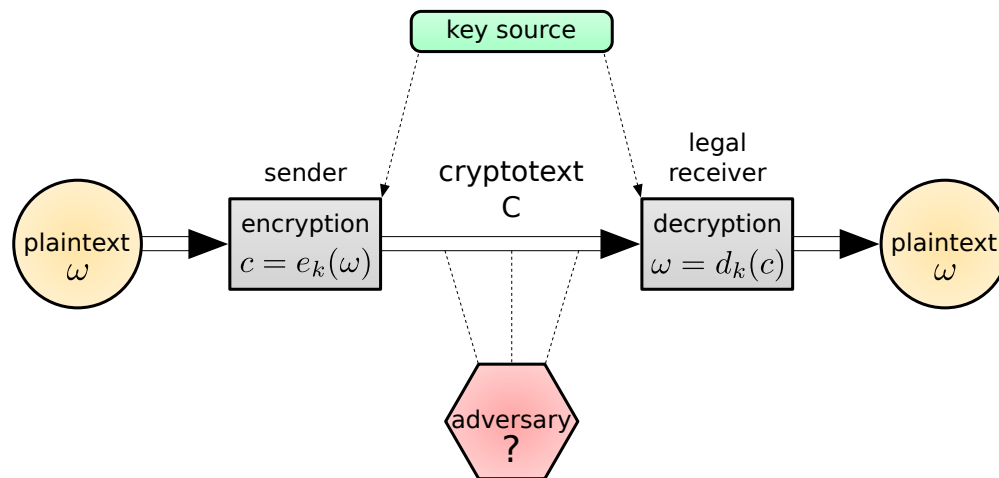 key source
sender
cryptotext
C
legal
receiver
plaintext
ω
encryption
c = e_k(ω)
decryption
ω = d_k(c)
plaintext
ω
adversary
?